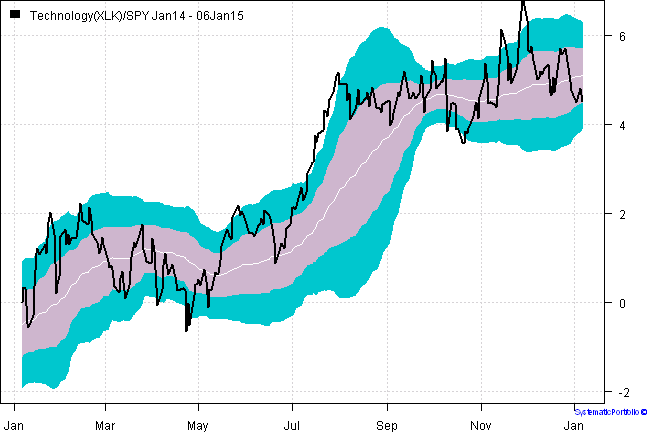 Technology(XLK)/SPY Jan14 - 06Jan15
6
4
2
0
-2
Jan Mar May Jul Sep Nov Jan
SystematicPortfolio ©